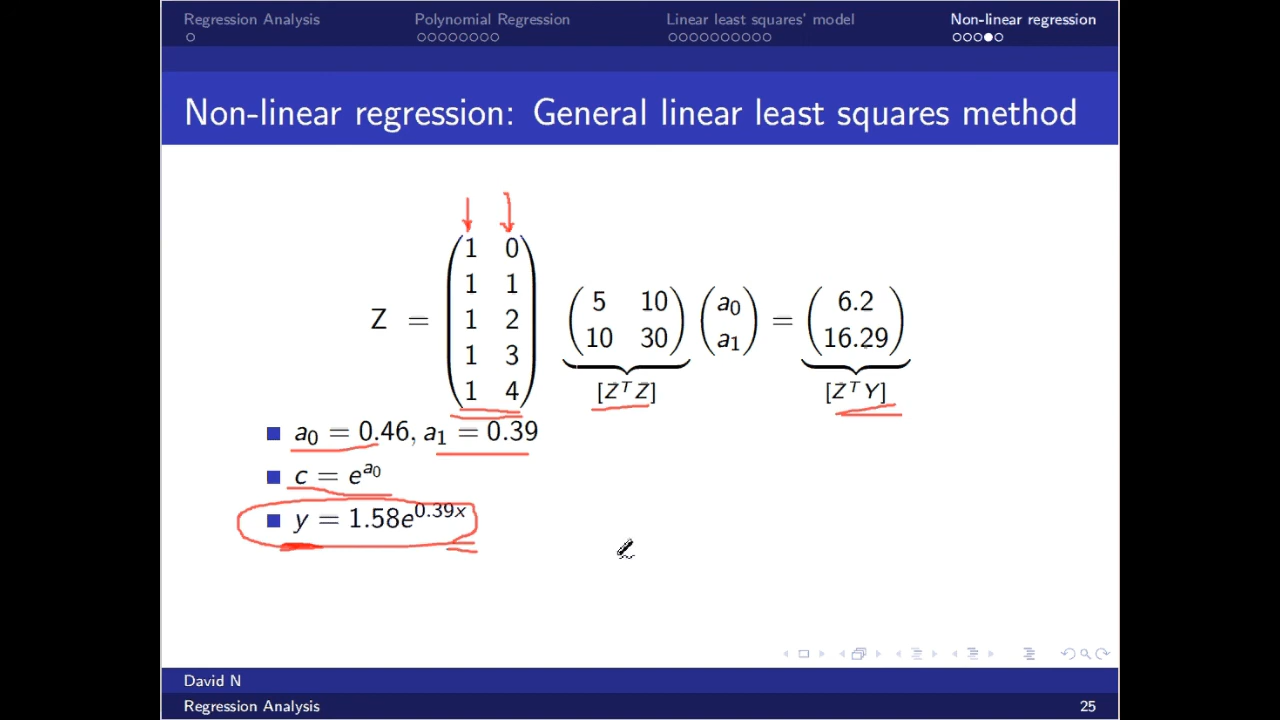 Regression Analysis Polynomial Regression Linear least squares' model Non-linear regression
Non-linear regression: General linear least squares method
Z = (1 0
1 1
1 2
1 3
1 4)
(5 10
10 30) (a₀
a₁) = (6.2
16.29)
[ZᵀZ] [ZᵀY]
a₀ = 0.46, a₁ = 0.39
c = e^{a₀}
y = 1.58e^{0.39x}
David N
Regression Analysis 25